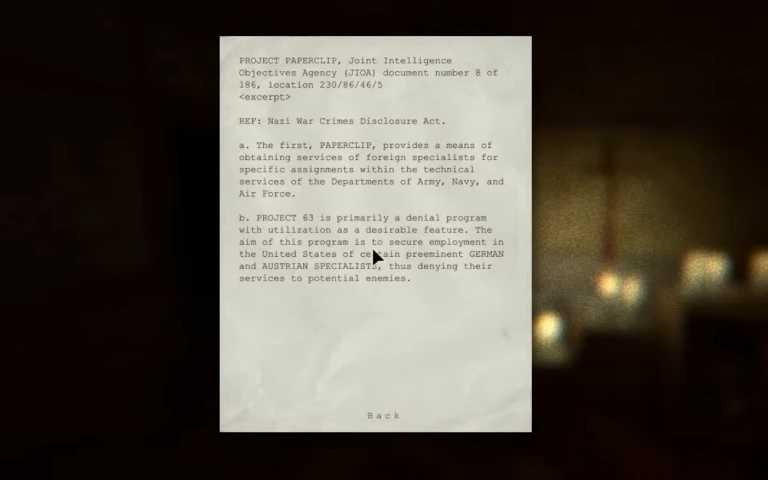 PROJECT PAPERCLIP, Joint Intelligence
Objectives Agency (JIOA) document number 8 of
186, location 230/86/46/5
<excerpt>
REF: Nazi War Crimes Disclosure Act.
a. The first, PAPERCLIP, provides a means of
obtaining services of foreign specialists for
specific assignments within the technical
services of the Departments of Army, Navy, and
Air Force.
b. PROJECT 63 is primarily a denial program
with utilization as a desirable feature. The
aim of this program is to secure employment in
the United States of certain preeminent GERMAN
and AUSTRIAN SPECIALISTS, thus denying their
services to potential enemies.
Back